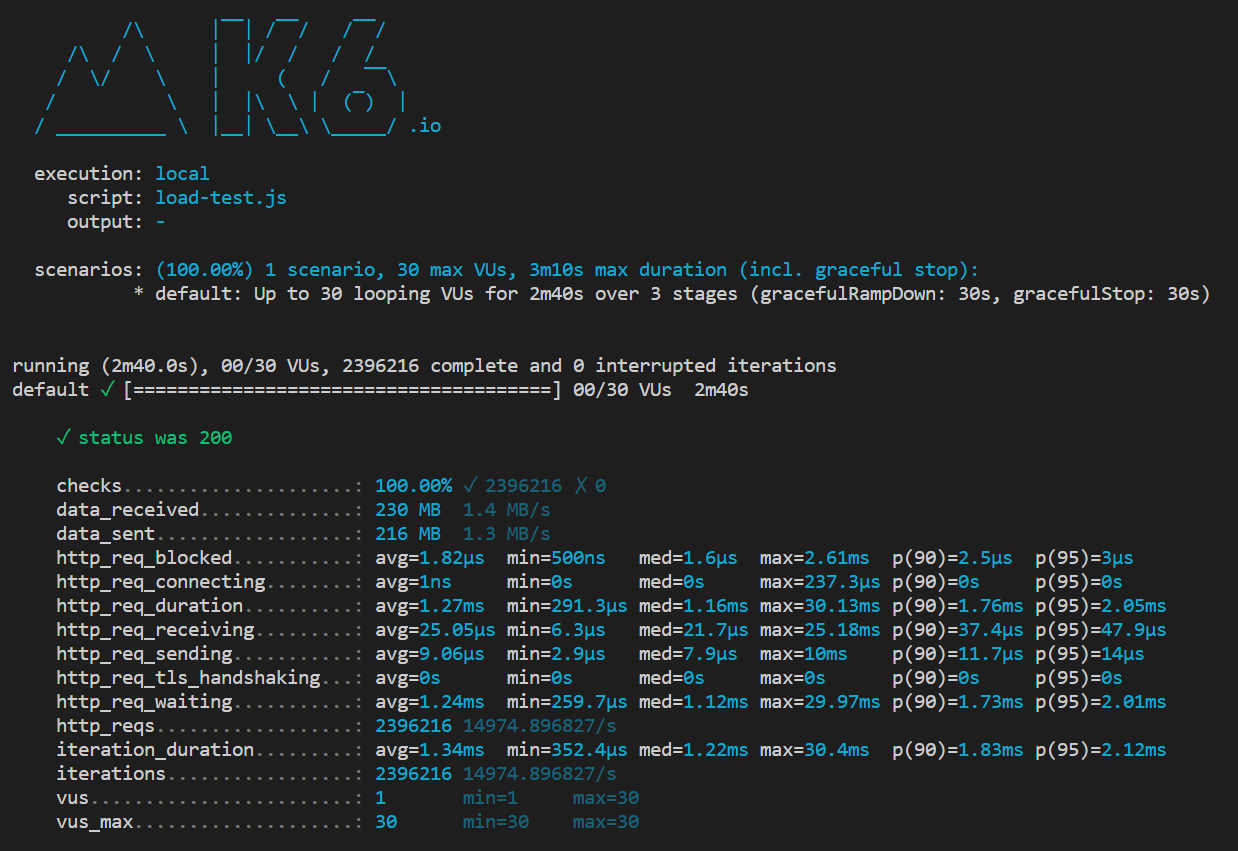 /\      |‾‾| /‾‾/   /‾‾/
     /\  /  \     |  |/  /   /  /
    /  \/    \    |     (   /   ‾‾\
   /          \   |  |\  \ |  (‾)  |
  / __________ \  |__| \__\ \_____/ .io
execution: local
script: load-test.js
output: -
scenarios: (100.00%) 1 scenario, 30 max VUs, 3m10s max duration (incl. graceful stop):
* default: Up to 30 looping VUs for 2m40s over 3 stages (gracefulRampDown: 30s, gracefulStop: 30s)
running (2m40.0s), 00/30 VUs, 2396216 complete and 0 interrupted iterations
default ✓ [======================================] 00/30 VUs  2m40s
✓ status was 200
checks.....................: 100.00% ✓ 2396216 ✗ 0
data_received..............: 230 MB  1.4 MB/s
data_sent..................: 216 MB  1.3 MB/s
http_req_blocked...........: avg=1.82µs  min=500ns   med=1.6µs  max=2.61ms  p(90)=2.5µs  p(95)=3µs
http_req_connecting........: avg=1ns     min=0s      med=0s     max=237.3µs p(90)=0s     p(95)=0s
http_req_duration..........: avg=1.27ms  min=291.3µs med=1.16ms max=30.13ms p(90)=1.76ms p(95)=2.05ms
http_req_receiving.........: avg=25.05µs min=6.3µs   med=21.7µs max=25.18ms p(90)=37.4µs p(95)=47.9µs
http_req_sending...........: avg=9.06µs  min=2.9µs   med=7.9µs  max=10ms    p(90)=11.7µs p(95)=14µs
http_req_tls_handshaking...: avg=0s      min=0s      med=0s     max=0s      p(90)=0s     p(95)=0s
http_req_waiting...........: avg=1.24ms  min=259.7µs med=1.12ms max=29.97ms p(90)=1.73ms p(95)=2.01ms
http_reqs..................: 2396216 14974.896827/s
iteration_duration.........: avg=1.34ms  min=352.4µs med=1.22ms max=30.4ms  p(90)=1.83ms p(95)=2.12ms
iterations.................: 2396216 14974.896827/s
vus........................: 1       min=1     max=30
vus_max....................: 30      min=30    max=30